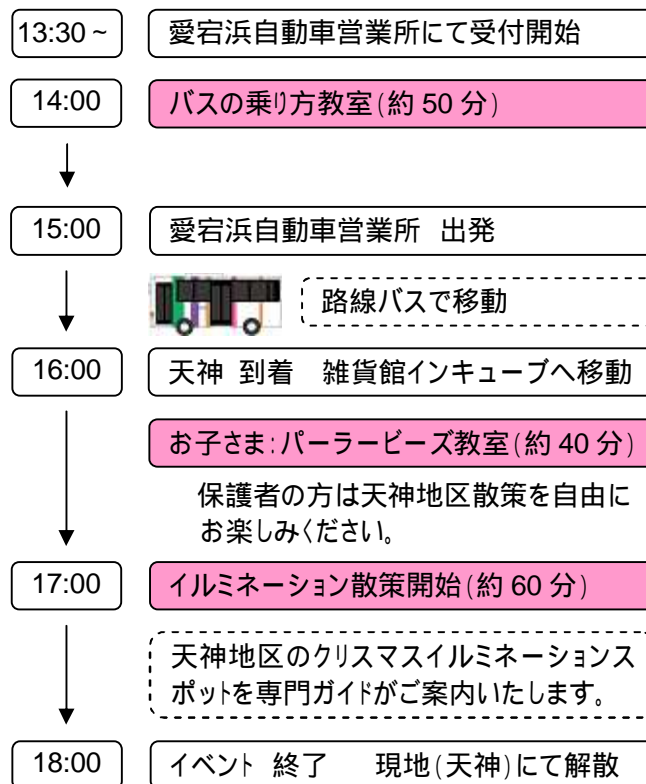 13:30～ 愛宕浜自動車営業所にて受付開始
14:00 バスの乗り方教室(約 50 分)
15:00 愛宕浜自動車営業所 出発
路線バスで移動
16:00 天神 到着 雑貨館インキューブへ移動
お子さま:パーラービーズ教室(約 40 分)
保護者の方は天神地区散策を自由に
お楽しみください。
17:00 イルミネーション散策開始(約 60 分)
天神地区のクリスマスイルミネーションス
ポットを専門ガイドがご案内いたします。
18:00 イベント 終了 現地(天神)にて解散